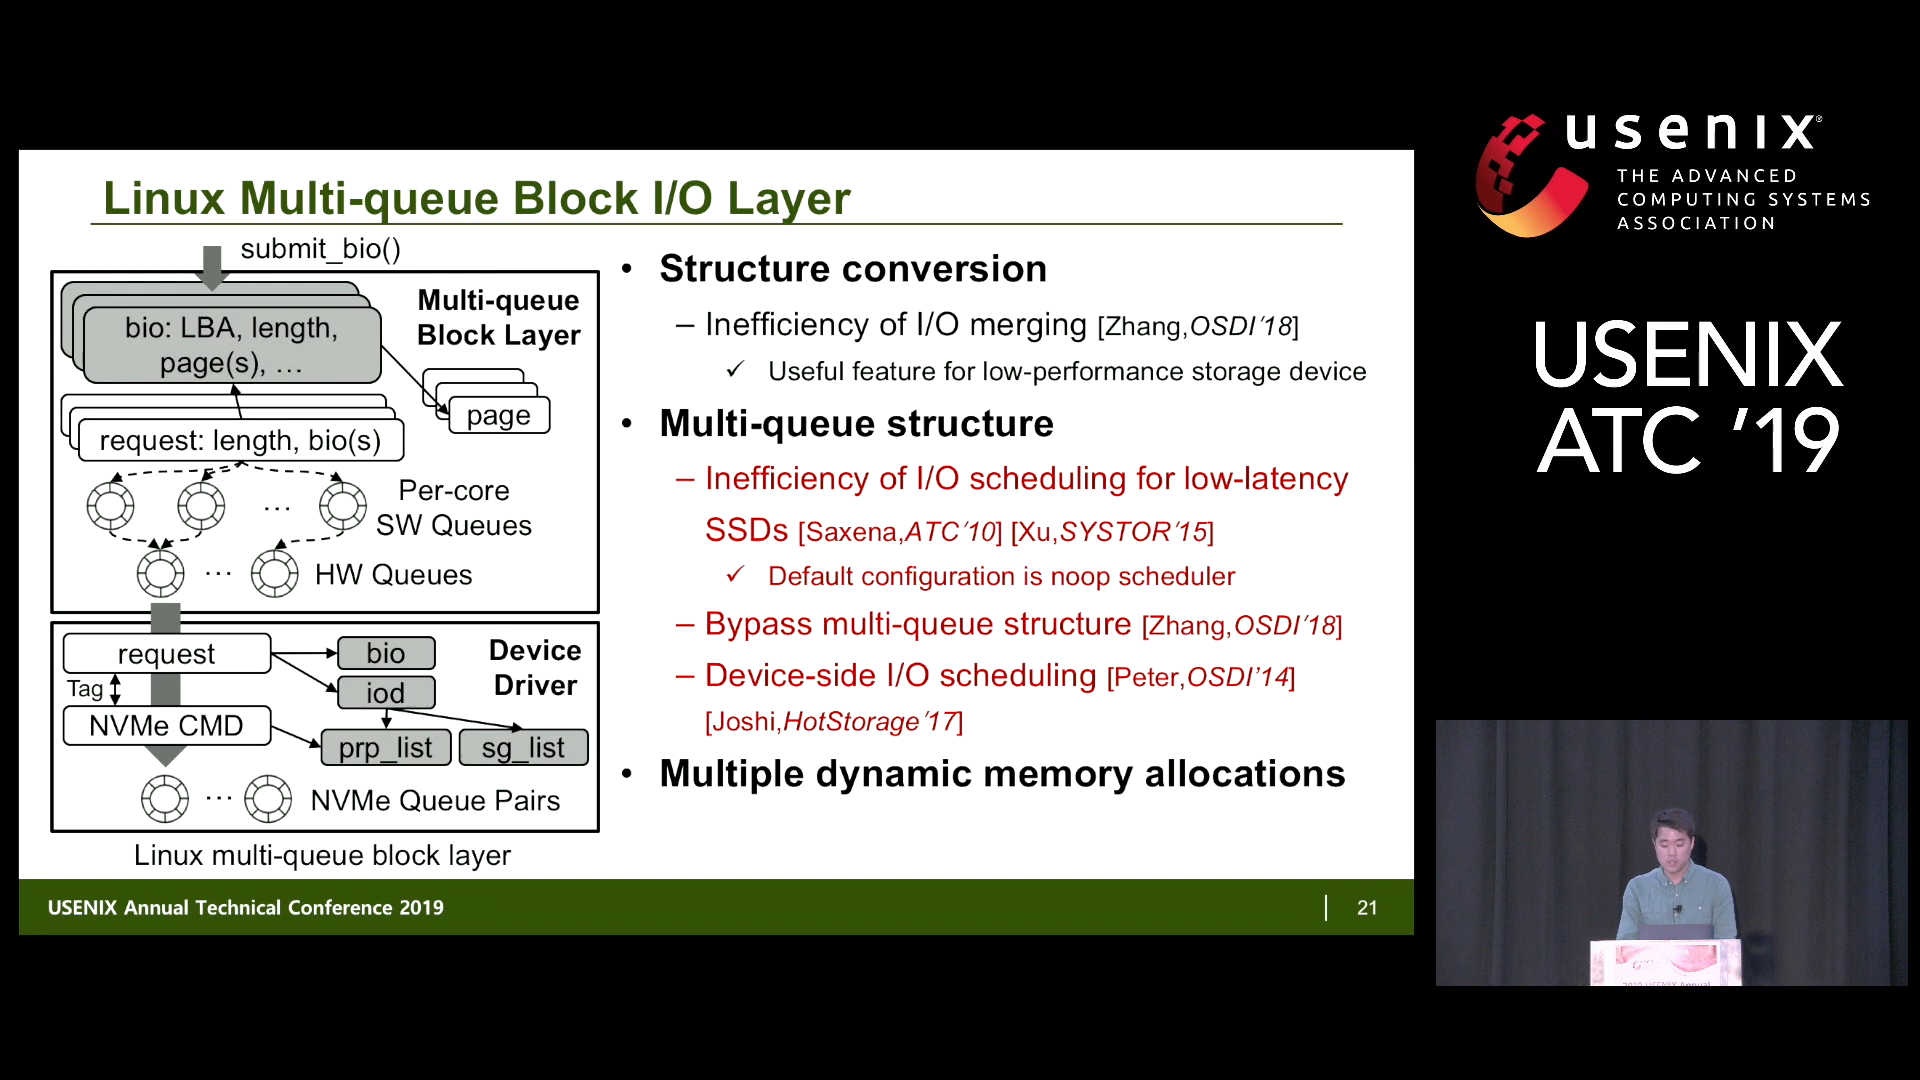 Linux Multi-queue Block I/O Layer
submit_bio()
Multi-queue
Block Layer
bio: LBA, length,
page(s), …
page
request: length, bio(s)
…
Per-core
SW Queues
…
HW Queues
request
bio
Device
Driver
Tag
iod
NVMe CMD
prp_list
sg_list
…
NVMe Queue Pairs
Linux multi-queue block layer
• Structure conversion
– Inefficiency of I/O merging [Zhang,OSDI´18]
✓ Useful feature for low-performance storage device
• Multi-queue structure
– Inefficiency of I/O scheduling for low-latency
SSDs [Saxena,ATC´10] [Xu,SYSTOR´15]
✓ Default configuration is noop scheduler
– Bypass multi-queue structure [Zhang,OSDI´18]
– Device-side I/O scheduling [Peter,OSDI’14]
[Joshi,HotStorage´17]
• Multiple dynamic memory allocations
USENIX Annual Technical Conference 2019
21
usenix®
THE ADVANCED
COMPUTING SYSTEMS
ASSOCIATION
USENIX
ATC ’19
usenix
2019 USENIX Annual